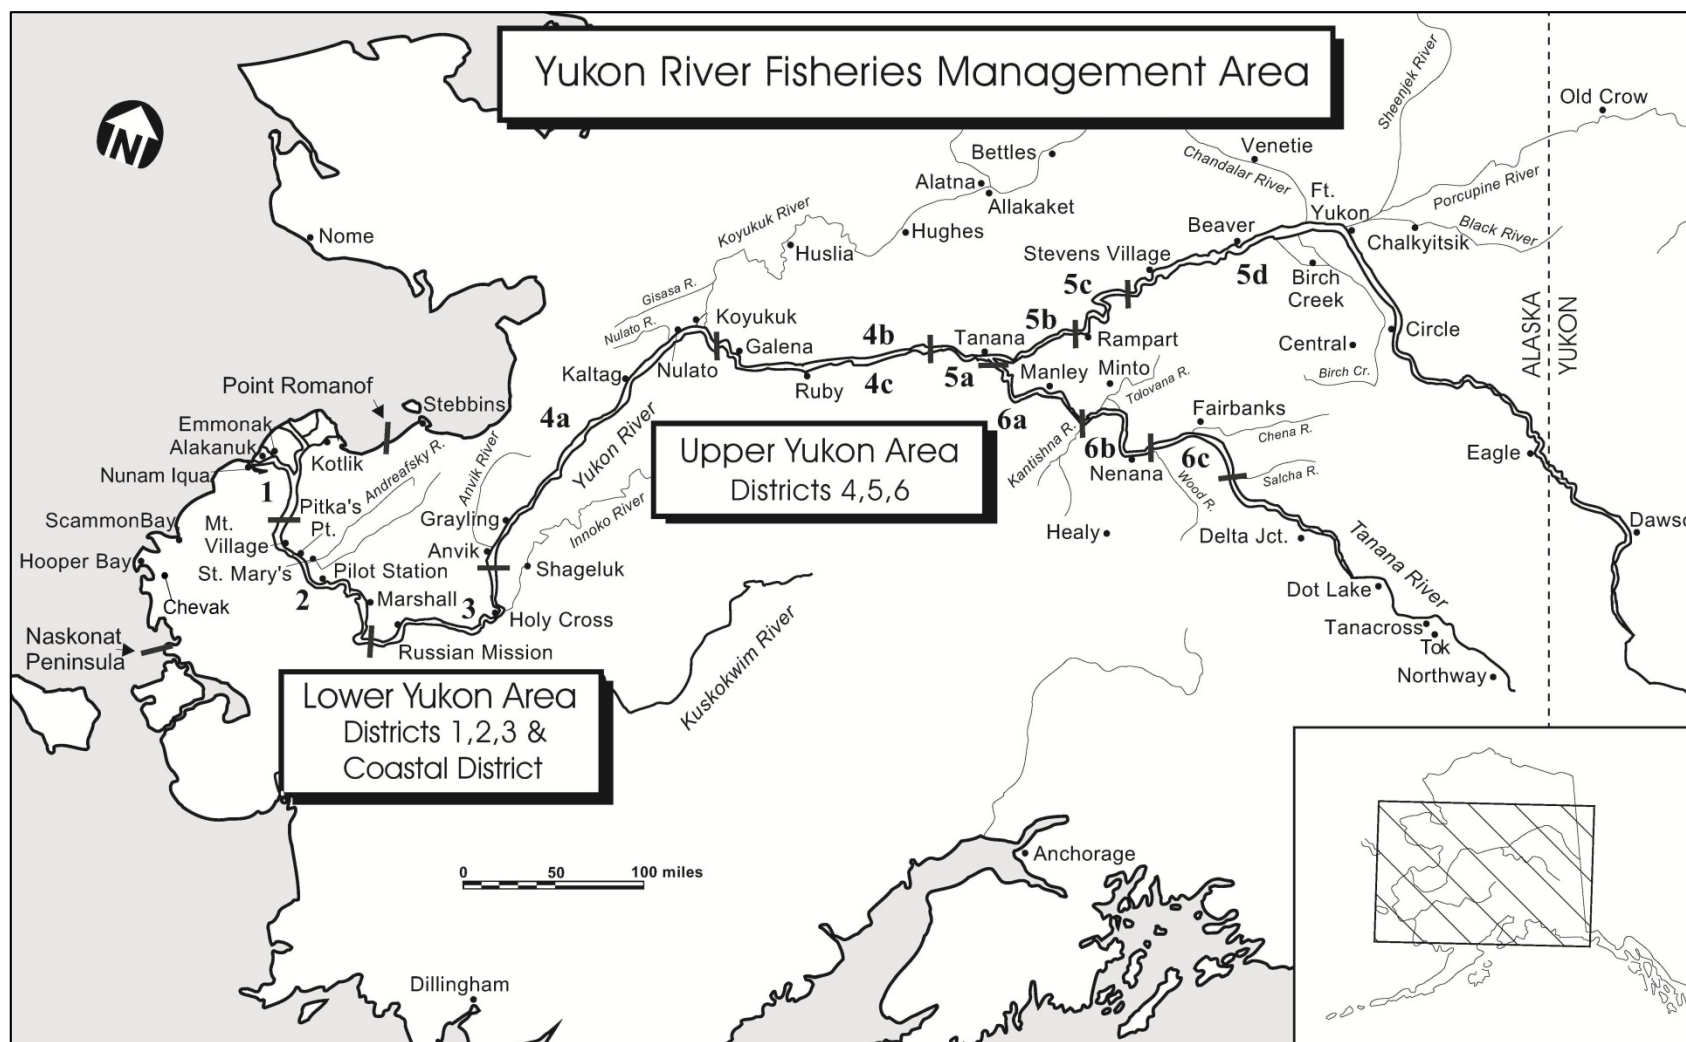 Yukon River Fisheries Management Area
N
Nome
Bettles
Alatna
Allakaket
Hughes
Huslia
Koyukuk River
Gisasa R.
Nulato R.
Venetie
Chandalar River
Sheenjek River
Old Crow
Porcupine River
Black River
Ft.
Yukon
Chalkyitsik
Beaver
Stevens Village
5c
5d
Birch
Creek
Circle
Central
Birch Cr.
ALASKA
YUKON
5b
Rampart
Koyukuk
Galena
Nulato
Kaltag
4a
4b
4c
Ruby
Tanana
5a
Manley
Minto
Tolovana R.
6a
Kantishna R.
6b
Nenana
Fairbanks
Chena R.
6c
Salcha R.
Wood R.
Healy
Delta Jct.
Tanana River
Dot Lake
Tanacross
Tok
Northway
Eagle
Dawso
Point Romanof
Stebbins
Emmonak
Alakanuk
Nunam Iqua
Kotlik
1
Andreafsky R.
Anvik River
Yukon River
Innoko River
Pitka's
Pt.
Mt.
Village
St. Mary's
ScammonBay
Hooper Bay
Chevak
2
Pilot Station
Marshall
Grayling
Anvik
Shageluk
3
Holy Cross
Russian Mission
Naskonat
Peninsula
Kuskokwim River
Upper Yukon Area
Districts 4,5,6
Lower Yukon Area
Districts 1,2,3 &
Coastal District
0 50 100 miles
Anchorage
Dillingham